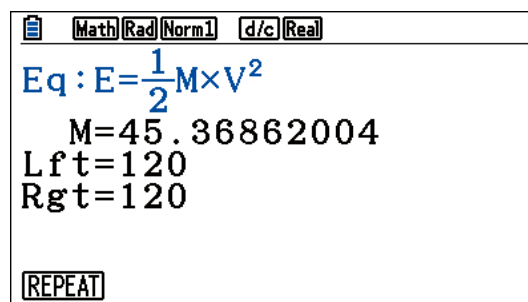 Math Rad Norm1 d/c Real
Eq:E=1/2M×V²
M=45.36862004
Lft=120
Rgt=120
REPEAT